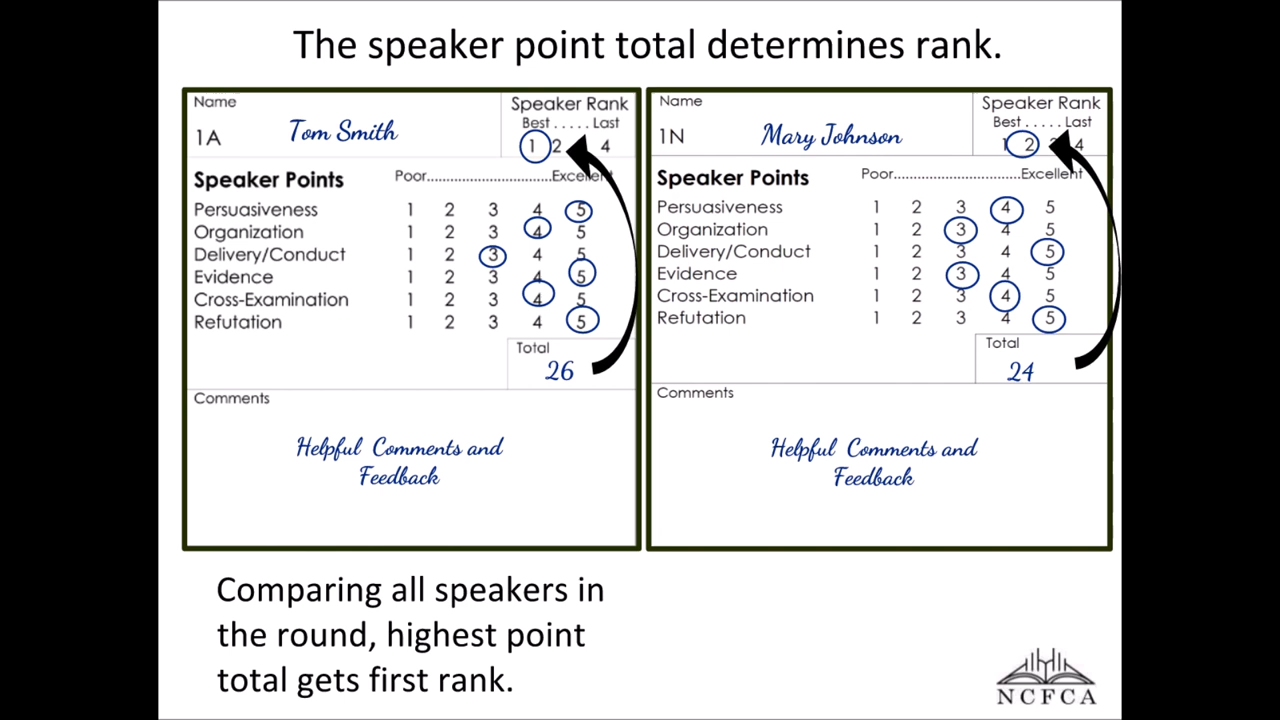 The speaker point total determines rank.
Name
1A Tom Smith
Speaker Rank
Best.....Last
1 2 4
Speaker Points Poor...............................Excellent
Persuasiveness 1 2 3 4 5
Organization 1 2 3 4 5
Delivery/Conduct 1 2 3 4 5
Evidence 1 2 3 4 5
Cross-Examination 1 2 3 4 5
Refutation 1 2 3 4 5
Total
26
Comments
Helpful Comments and
Feedback
Name
1N Mary Johnson
Speaker Rank
Best.....Last
1 2 3 4
Speaker Points Poor...............................Excellent
Persuasiveness 1 2 3 4 5
Organization 1 2 3 4 5
Delivery/Conduct 1 2 3 4 5
Evidence 1 2 3 4 5
Cross-Examination 1 2 3 4 5
Refutation 1 2 3 4 5
Total
24
Comments
Helpful Comments and
Feedback
Comparing all speakers in
the round, highest point
total gets first rank.
NCFCA